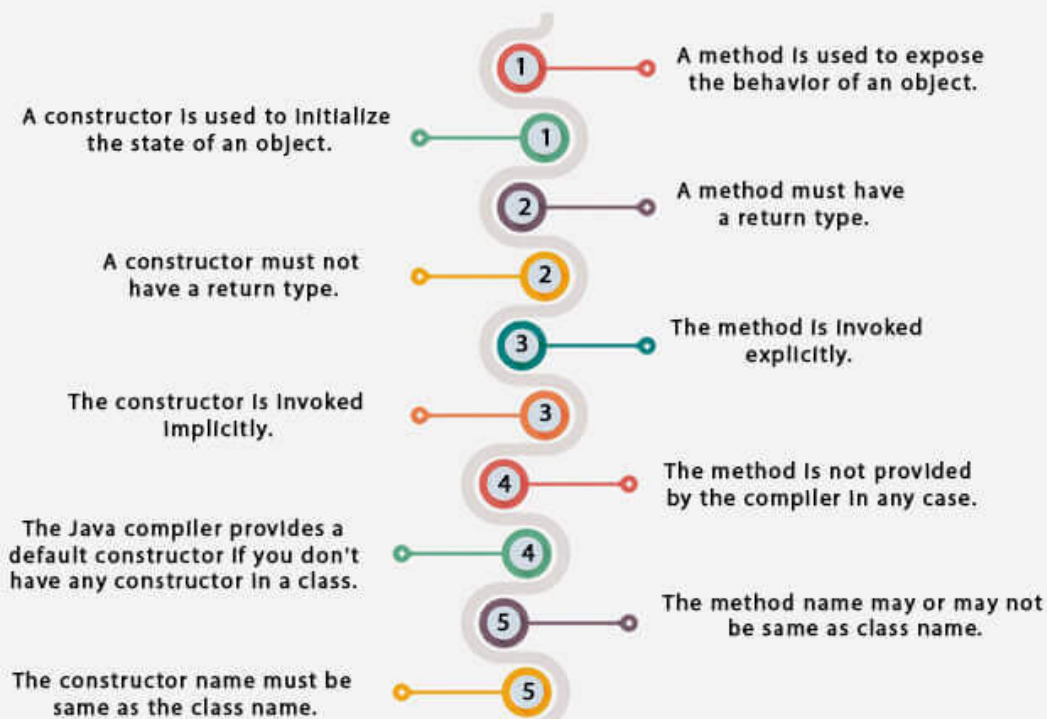 1
A method is used to expose
the behavior of an object.
A constructor is used to initialize
the state of an object.
1
2
A method must have
a return type.
A constructor must not
have a return type.
2
3
The method is invoked
explicitly.
The constructor is invoked
implicitly.
3
4
The method is not provided
by the compiler in any case.
The Java compiler provides a
default constructor if you don't
have any constructor in a class.
4
5
The method name may or may not
be same as class name.
The constructor name must be
same as the class name.
5